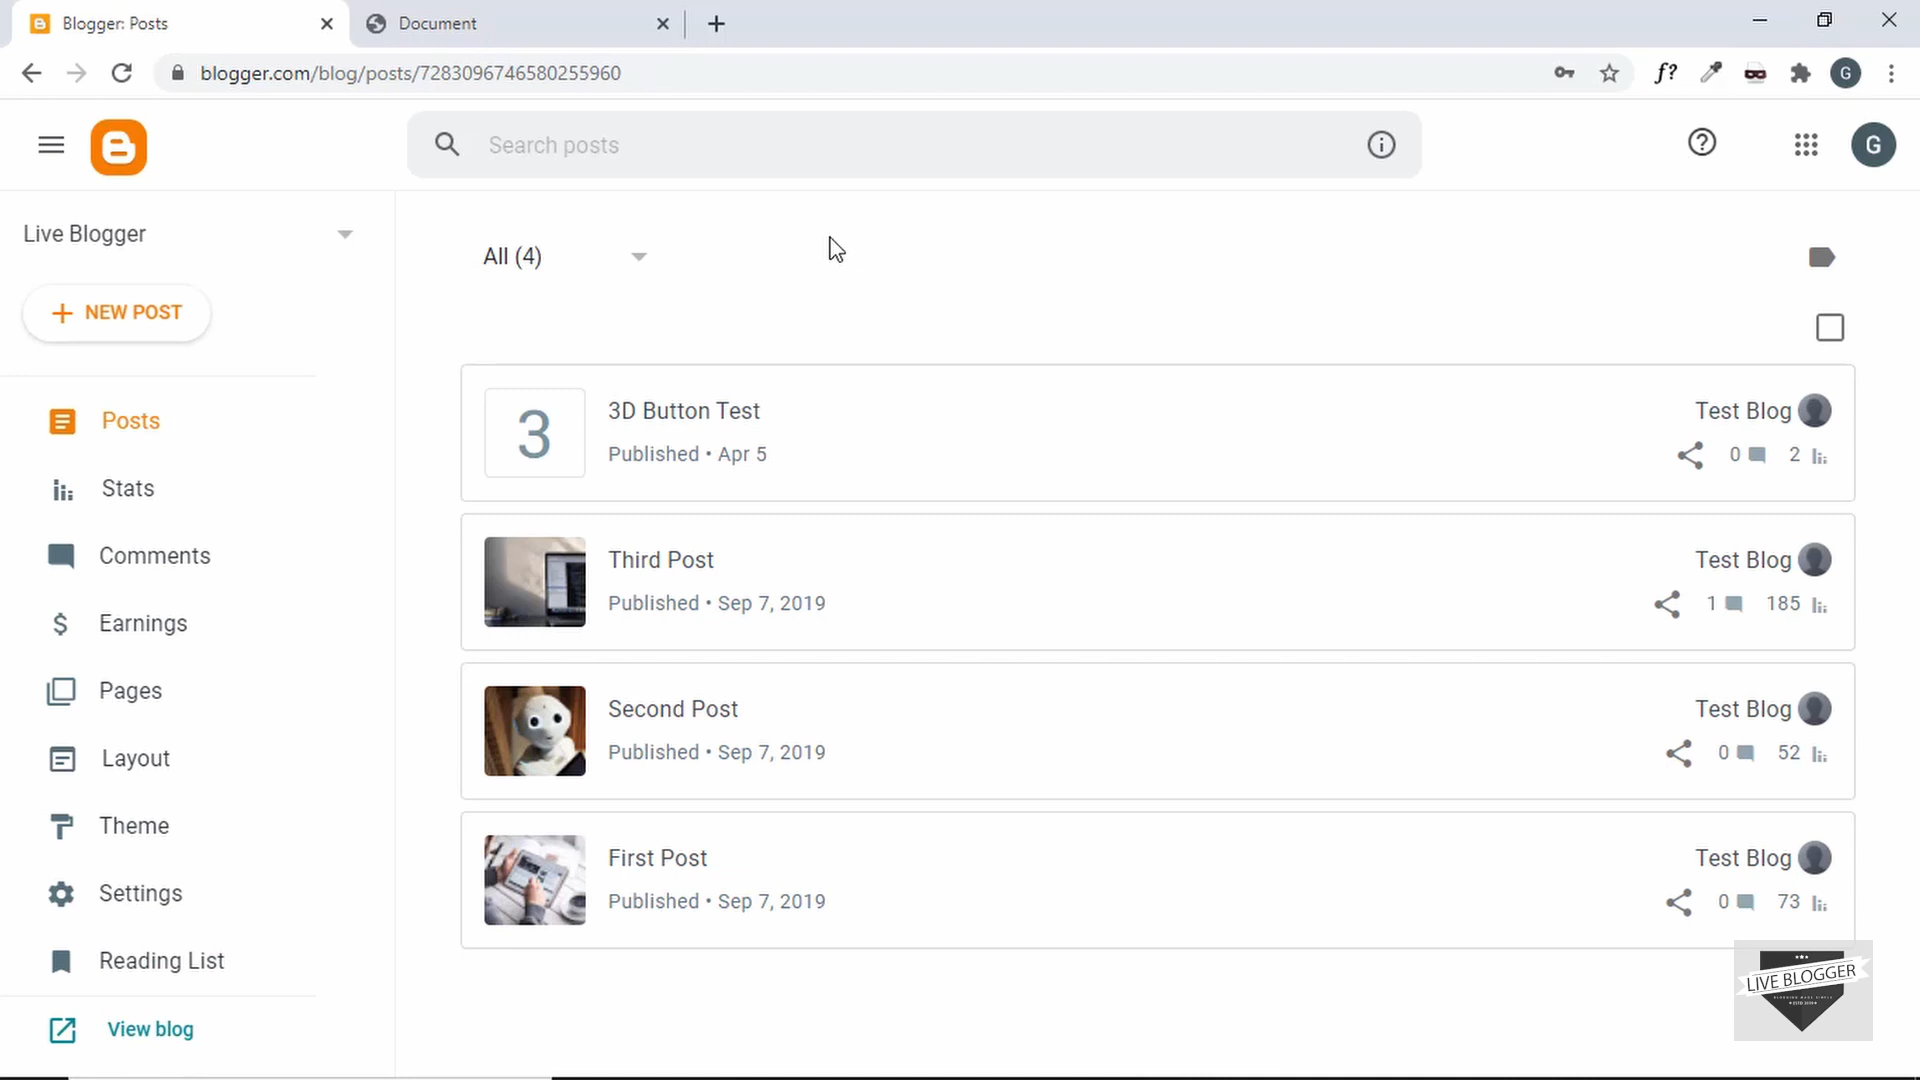 Blogger: Posts
Document
blogger.com/blog/posts/7283096746580255960
f?
G
Search posts
G
Live Blogger
All (4)
NEW POST
Posts
Stats
Comments
Earnings
Pages
Layout
Theme
Settings
Reading List
View blog
3
3D Button Test
Published • Apr 5
Test Blog
0
2
Third Post
Published • Sep 7, 2019
Test Blog
1
185
Second Post
Published • Sep 7, 2019
Test Blog
0
52
First Post
Published • Sep 7, 2019
Test Blog
0
73
LIVE BLOGGER